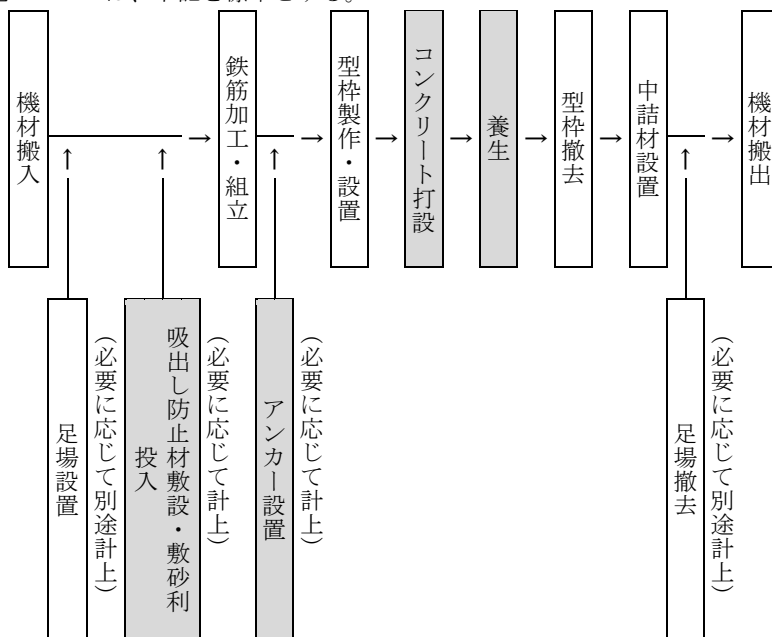 機材搬入
→
鉄筋加工・組立
→
型枠製作・設置
→
コンクリート打設
→
養生
→
型枠撤去
→
中詰材設置
→
機材搬出
↑
↑
↑
↑
足場設置
(必要に応じて別途計上)
吸出し防止材敷設・敷砂利
投入
(必要に応じて計上)
アンカー設置
(必要に応じて計上)
足場撤去
(必要に応じて別途計上)